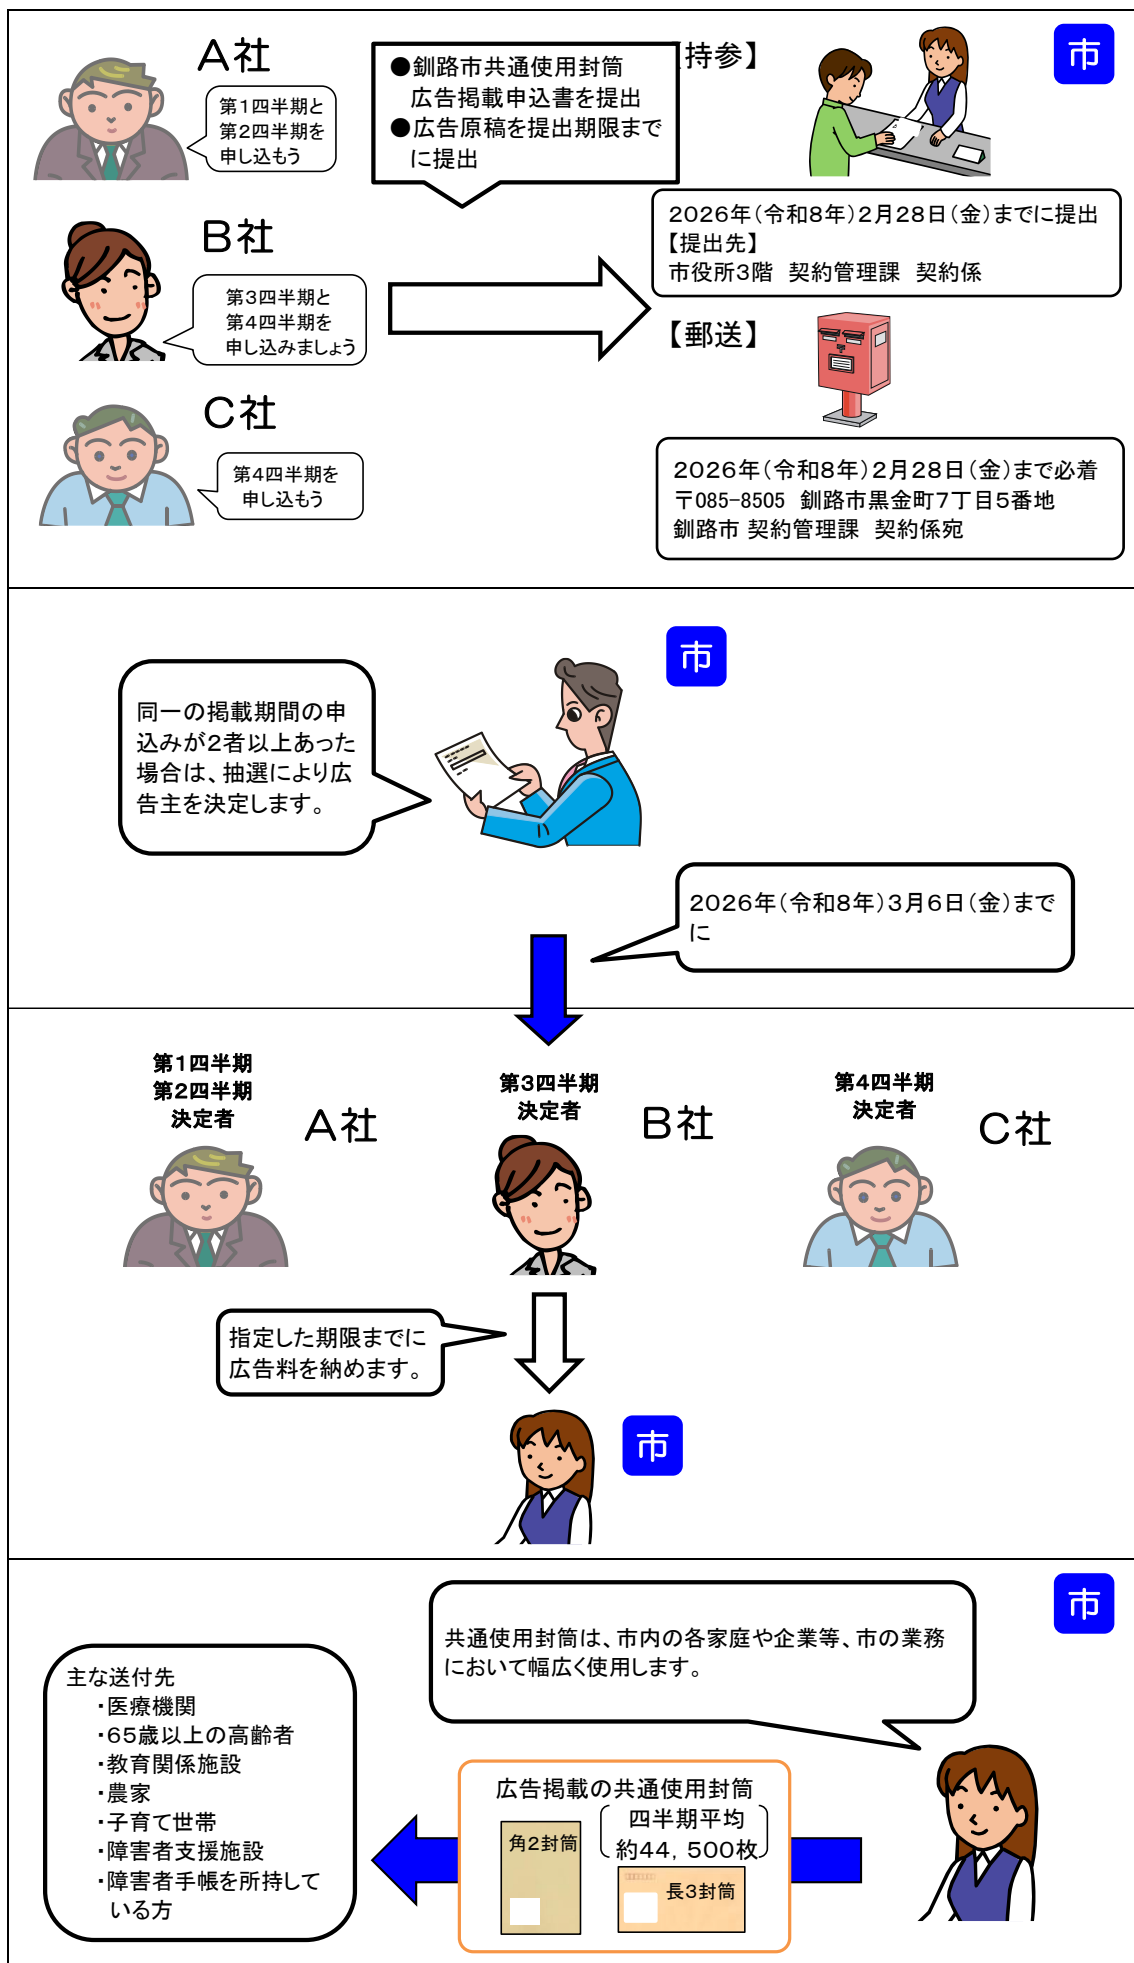 A社
第1四半期と
第2四半期を
申し込もう
●釧路市共通使用封筒
広告掲載申込書を提出
●広告原稿を提出期限まで
に提出
持参】
市
2026年(令和8年)2月28日(金)までに提出
【提出先】
市役所3階 契約管理課 契約係
B社
第3四半期と
第4四半期を
申し込みましょう
【郵送】
C社
第4四半期を
申し込もう
2026年(令和8年)2月28日(金)まで必着
〒085-8505 釧路市黒金町7丁目5番地
釧路市 契約管理課 契約係宛
市
同一の掲載期間の申
込みが2者以上あった
場合は、抽選により広
告主を決定します。
2026年(令和8年)3月6日(金)まで
に
第1四半期
第2四半期
決定者
A社
第3四半期
決定者
B社
第4四半期
決定者
C社
指定した期限までに
広告料を納めます。
市
市
共通使用封筒は、市内の各家庭や企業等、市の業務
において幅広く使用します。
主な送付先
・医療機関
・65歳以上の高齢者
・教育関係施設
・農家
・子育て世帯
・障害者支援施設
・障害者手帳を所持して
いる方
広告掲載の共通使用封筒
四半期平均
約44,500枚
角2封筒
長3封筒